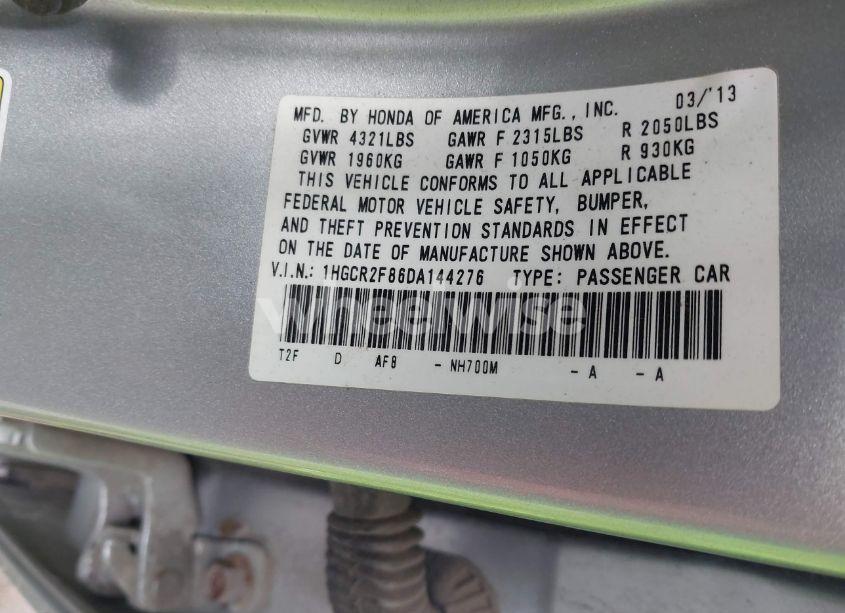 MFD. BY HONDA OF AMERICA MFG., INC. 03/'13
GVWR 4321LBS GAWR F 2315LBS R 2050LBS
GVWR 1960KG GAWR F 1050KG R 930KG
THIS VEHICLE CONFORMS TO ALL APPLICABLE
FEDERAL MOTOR VEHICLE SAFETY, BUMPER,
AND THEFT PREVENTION STANDARDS IN EFFECT
ON THE DATE OF MANUFACTURE SHOWN ABOVE.
V.I.N.: 1HGCR2F86DA144276 TYPE: PASSENGER CAR
wheelwise
T2F D AF8 - NH700M - A - A